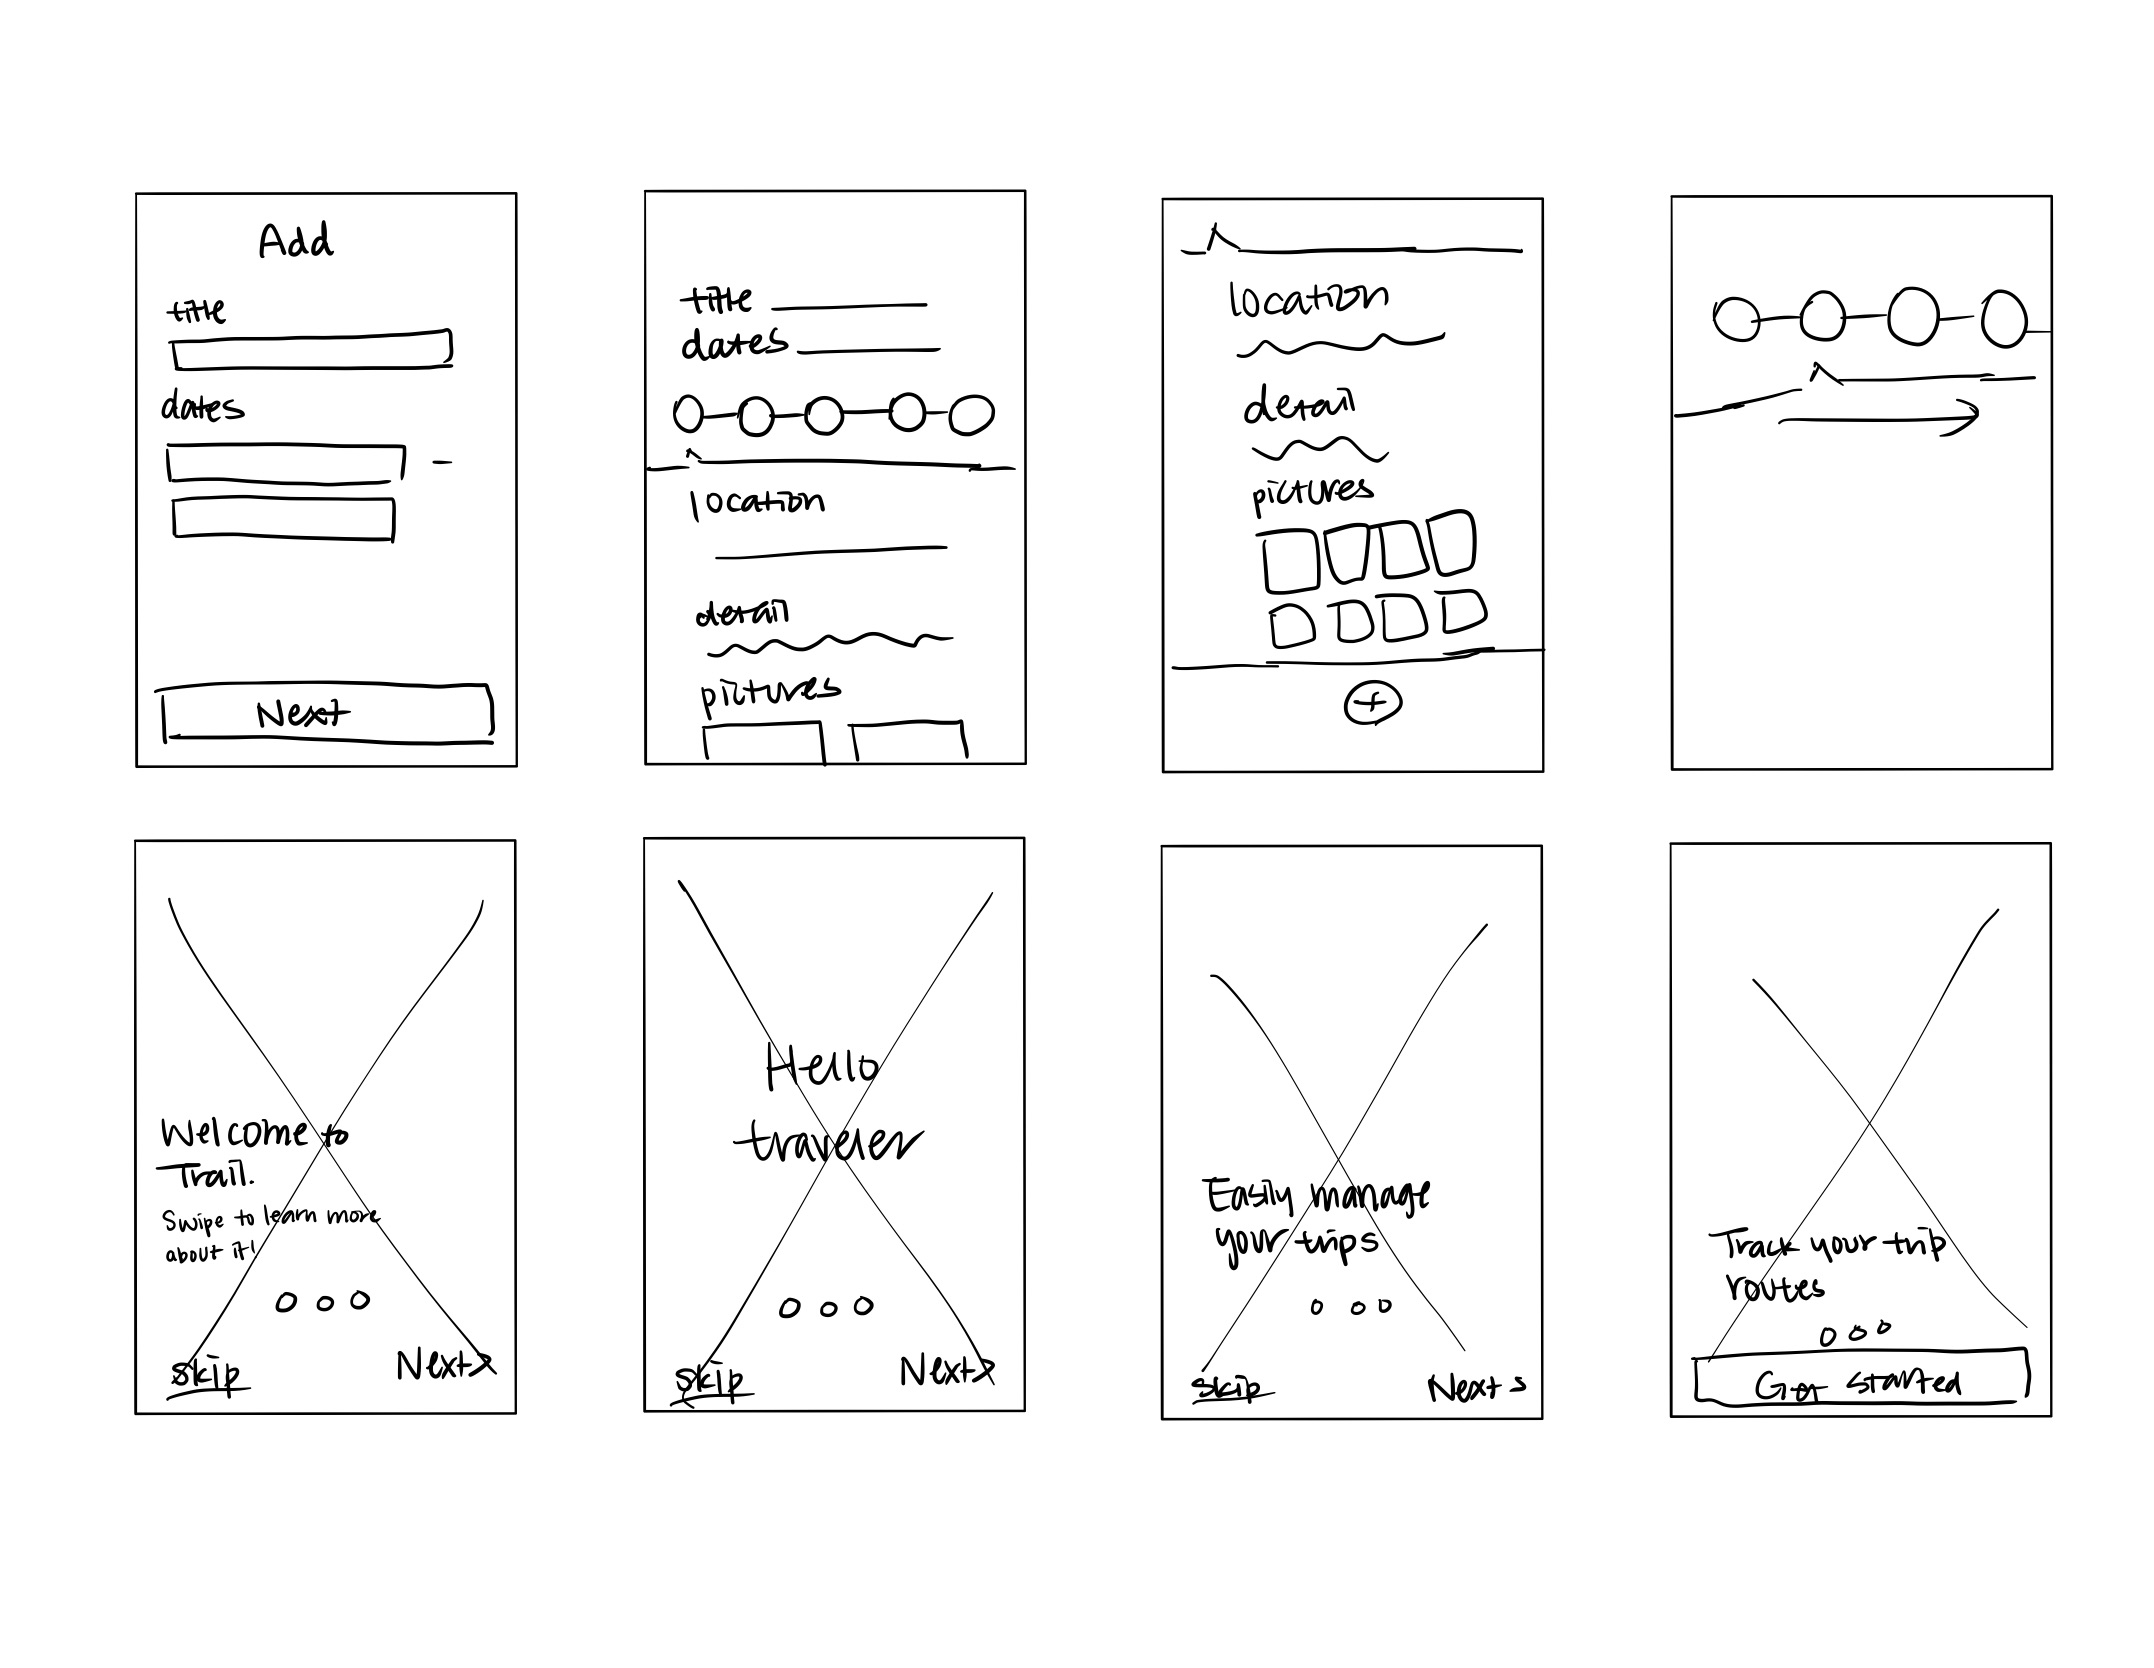 Add
title
dates
Next
title
dates
location
detail
pictures
location
detail
pictures
+
Welcome to
Trail.
Swipe to learn more
about it!
Skip
Next
Hello
traveler
Skip
Next
Easily manage
your trips
skip
Next
Track your trip
routes
Get started